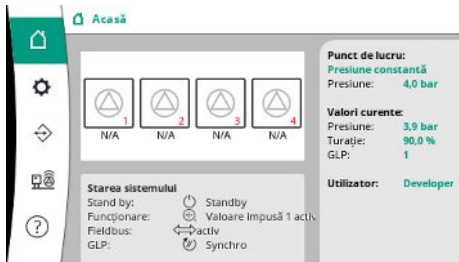 Acasă
1
2
3
4
N/A
N/A
N/A
N/A
Starea sistemului
Stand by: Standby
Funcționare: Valoare impusă 1 activ
Fieldbus: activ
GLP: Synchro
Punct de lucru:
Presiune constantă
Presiune: 4,0 bar
Valori curente:
Presiune: 3,9 bar
Turație: 90,0 %
GLP: 1
Utilizator: Developer
?